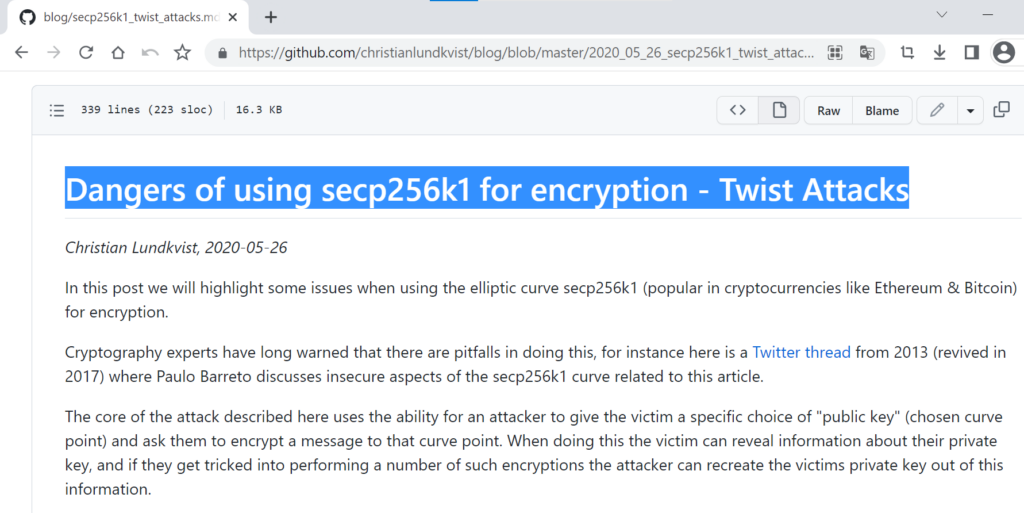 blog/secp256k1_twist_attacks.md
https://github.com/christianlundkvist/blog/blob/master/2020_05_26_secp256k1_twist_attac...
339 lines (223 sloc) 16.3 KB
Raw Blame
Dangers of using secp256k1 for encryption - Twist Attacks
Christian Lundkvist, 2020-05-26
In this post we will highlight some issues when using the elliptic curve secp256k1 (popular in cryptocurrencies like Ethereum & Bitcoin)
for encryption.
Cryptography experts have long warned that there are pitfalls in doing this, for instance here is a Twitter thread from 2013 (revived in
2017) where Paulo Barreto discusses insecure aspects of the secp256k1 curve related to this article.
The core of the attack described here uses the ability for an attacker to give the victim a specific choice of "public key" (chosen curve
point) and ask them to encrypt a message to that curve point. When doing this the victim can reveal information about their private
key, and if they get tricked into performing a number of such encryptions the attacker can recreate the victims private key out of this
information.